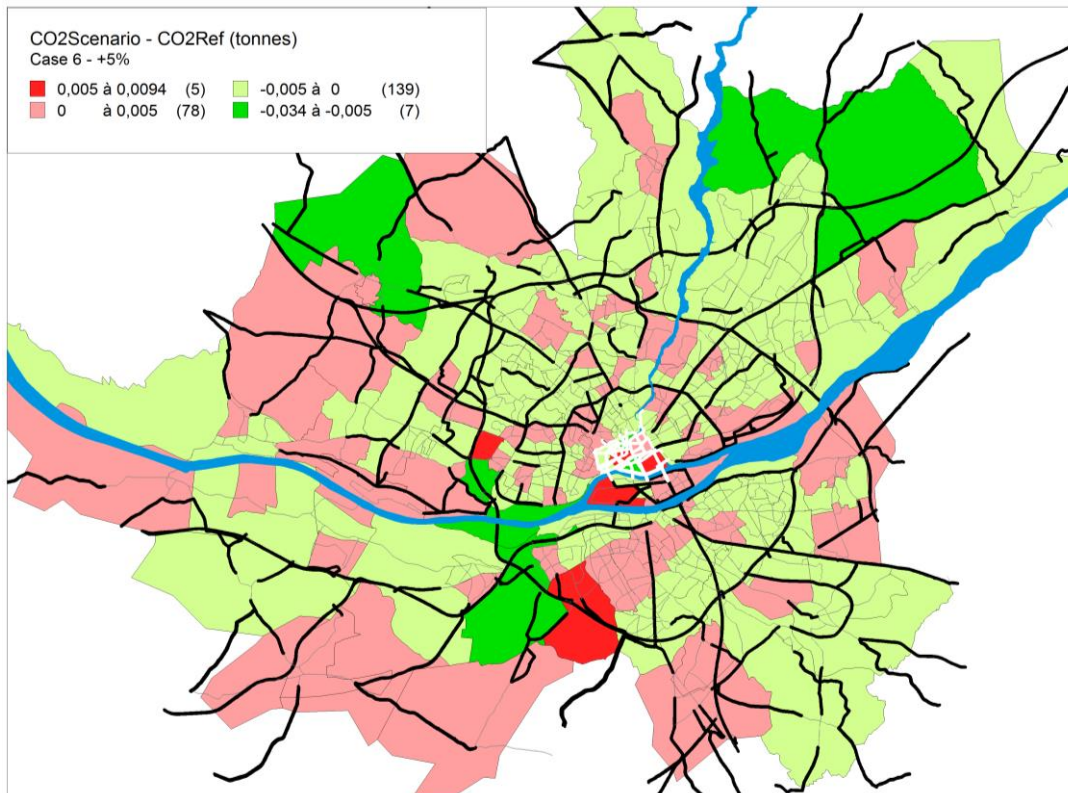 CO2Scenario - CO2Ref (tonnes)
Case 6 - +5%
0,005 à 0,0094 (5) -0,005 à 0 (139)
0 à 0,005 (78) -0,034 à -0,005 (7)